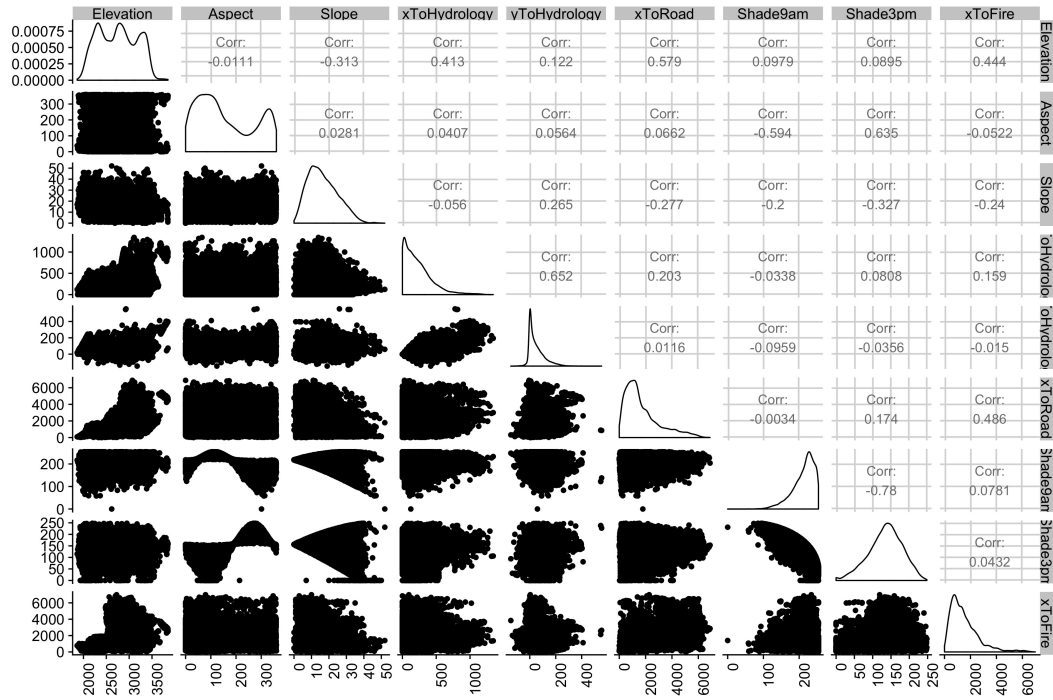 Elevation Aspect Slope xToHydrology yToHydrology xToRoad Shade9am Shade3pm xToFire
0.00075 Corr: Corr: Corr: Corr: Corr: Corr: Corr: Corr: Elevation
0.00050 -0.0111 -0.313 0.413 0.122 0.579 0.0979 0.0895 0.444
0.00025
0.00000
300 Corr: Corr: Corr: Corr: Corr: Corr: Corr: Aspect
200 0.0281 0.0407 0.0564 0.0662 -0.594 0.635 -0.0522
100
0
50 Corr: Corr: Corr: Corr: Corr: Corr: Slope
40 -0.056 0.265 -0.277 -0.2 -0.327 -0.24
30
20
10
0
1000 Corr: Corr: Corr: Corr: Corr: oHydrolo
500 0.652 0.203 -0.0338 0.0808 0.159
0
400 Corr: Corr: Corr: Corr: oHydrolo
200 0.0116 -0.0959 -0.0356 -0.015
0
6000 Corr: Corr: Corr: xToRoad
4000 -0.0034 0.174 0.486
2000
0
200 Corr: Corr: Shade9am
100 -0.78 0.0781
0
250 Corr: Shade3pm
200 0.0432
150
100
50
0
6000 xToFire
4000
2000
0
2000 2500 3000 3500 0 100 200 300 0 10 20 30 40 50 0 500 1000 0 200 400 0 2000 4000 6000 0 100 200 0 50 100 150 200 250 0 2000 4000 6000